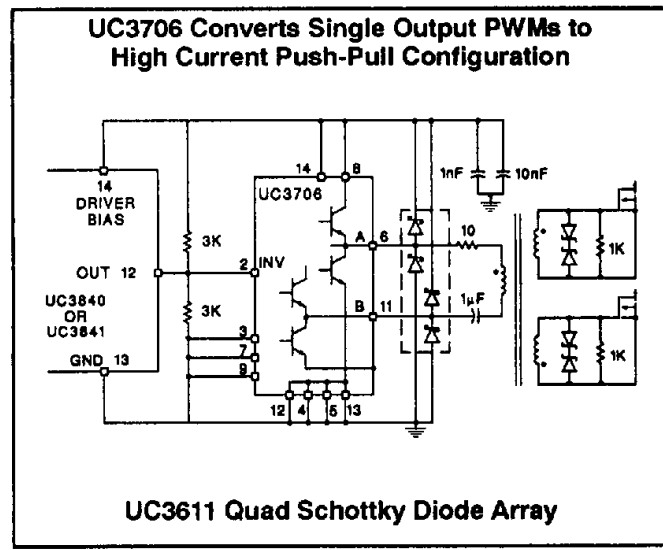 UC3706 Converts Single Output PWMs to
High Current Push-Pull Configuration
14
DRIVER
BIAS
OUT 12
UC3840
OR
UC3841
GND 13
3K
3K
14
8
UC3706
2
INV
3
7
9
A
6
B
11
12
4
5
13
1nF
10nF
10
1µF
1K
1K
UC3611 Quad Schottky Diode Array